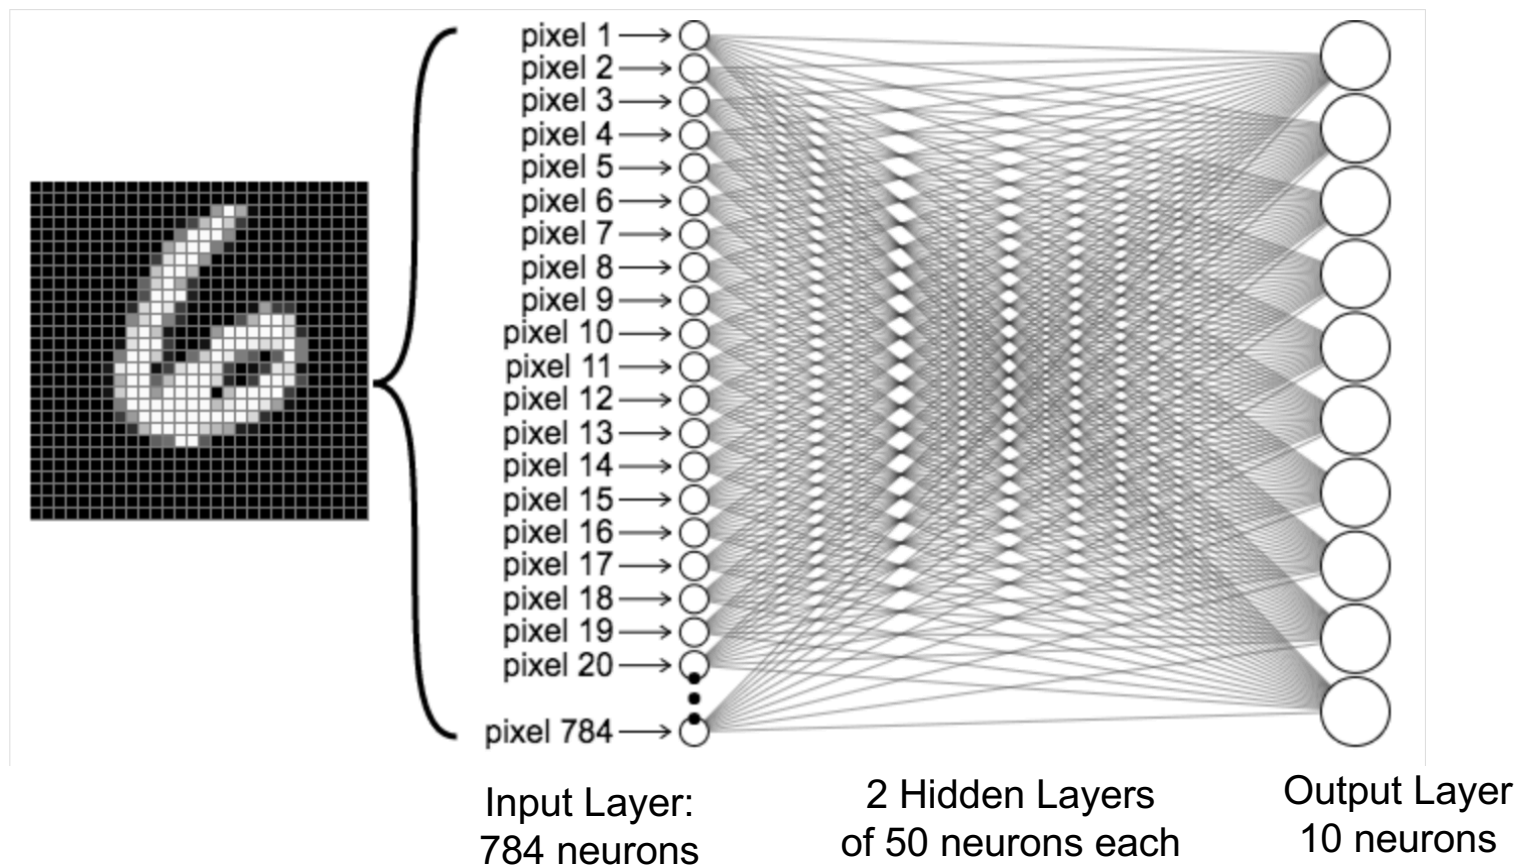 pixel 1
pixel 2
pixel 3
pixel 4
pixel 5
pixel 6
pixel 7
pixel 8
pixel 9
pixel 10
pixel 11
pixel 12
pixel 13
pixel 14
pixel 15
pixel 16
pixel 17
pixel 18
pixel 19
pixel 20
pixel 784
Input Layer:
784 neurons
2 Hidden Layers
of 50 neurons each
Output Layer
10 neurons